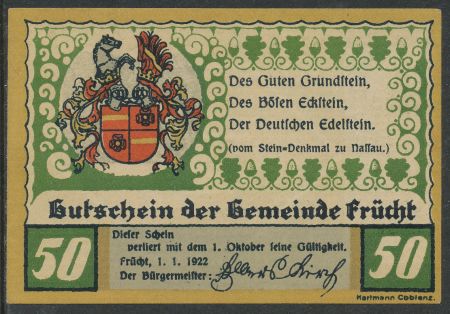 Des Guten Grundstein,
Des Bösen Eckstein,
Der Deutschen Edelstein.
(vom Stein=Denkmal zu Nassau.)
Gutschein der Gemeinde Frücht
50
Dieser Schein
verliert mit dem 1. Oktober seine Gültigkeit.
Frücht, 1. 1. 1922
Der Bürgermeister:
50
Hartmann Coblenz.